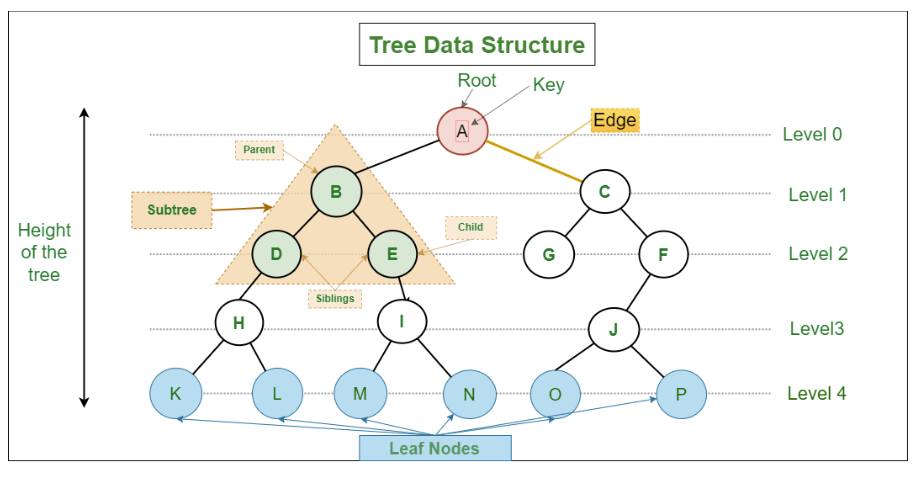 Tree Data Structure
Root
Key
A
Edge
Level 0
Parent
B
C
Level 1
Subtree
Height
of the
tree
Child
D
E
G
F
Level 2
Siblings
H
I
J
Level3
K
L
M
N
O
P
Level 4
Leaf Nodes